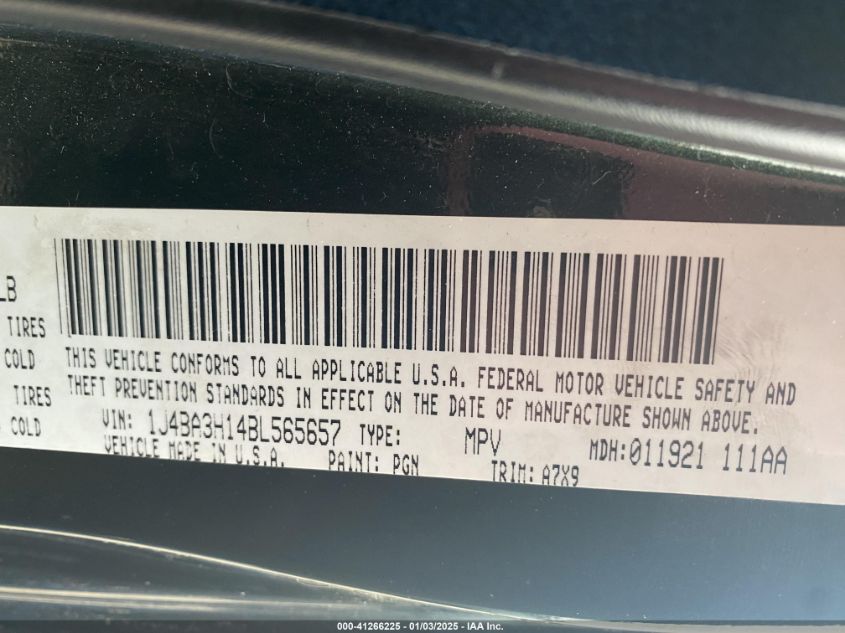 LB
TIRES
COLD
TIRES
COLD
THIS VEHICLE CONFORMS TO ALL APPLICABLE U.S.A. FEDERAL MOTOR VEHICLE SAFETY AND
THEFT PREVENTION STANDARDS IN EFFECT ON THE DATE OF MANUFACTURE SHOWN ABOVE.
VIN: 1J4BA3H14BL565657 TYPE: MPV MDH:011921 111AA
VEHICLE MADE IN U.S.A. PAINT: PGN TRIM: A7X9
000-41266225 - 01/03/2025 - IAA Inc.